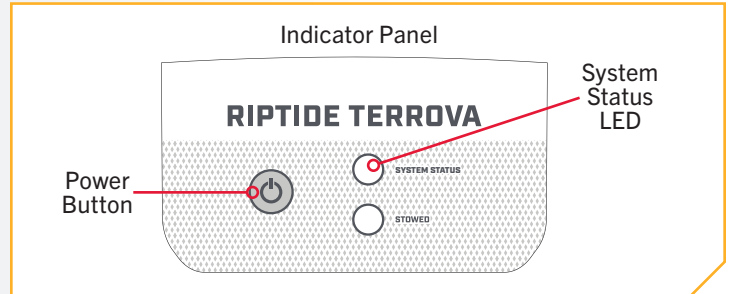 Indicator Panel
System
Status
LED
RIPTIDE TERROVA
SYSTEM STATUS
Power
Button
STOWED